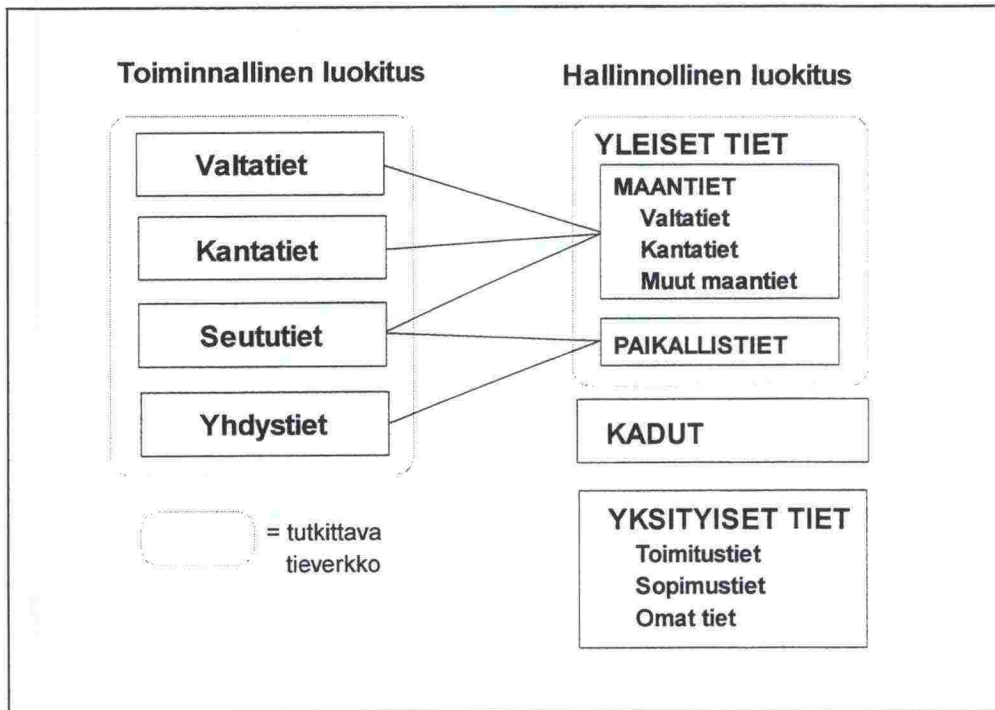 Toiminnallinen luokitus
Valtatiet
Kantatiet
Seututiet
Yhdystiet
= tutkittava
tieverkko
Hallinnollinen luokitus
YLEISET TIET
MAANTIET
Valtatiet
Kantatiet
Muut maantiet
PAIKALLISTIET
KADUT
YKSITYISET TIET
Toimitustiet
Sopimustiet
Omat tiet